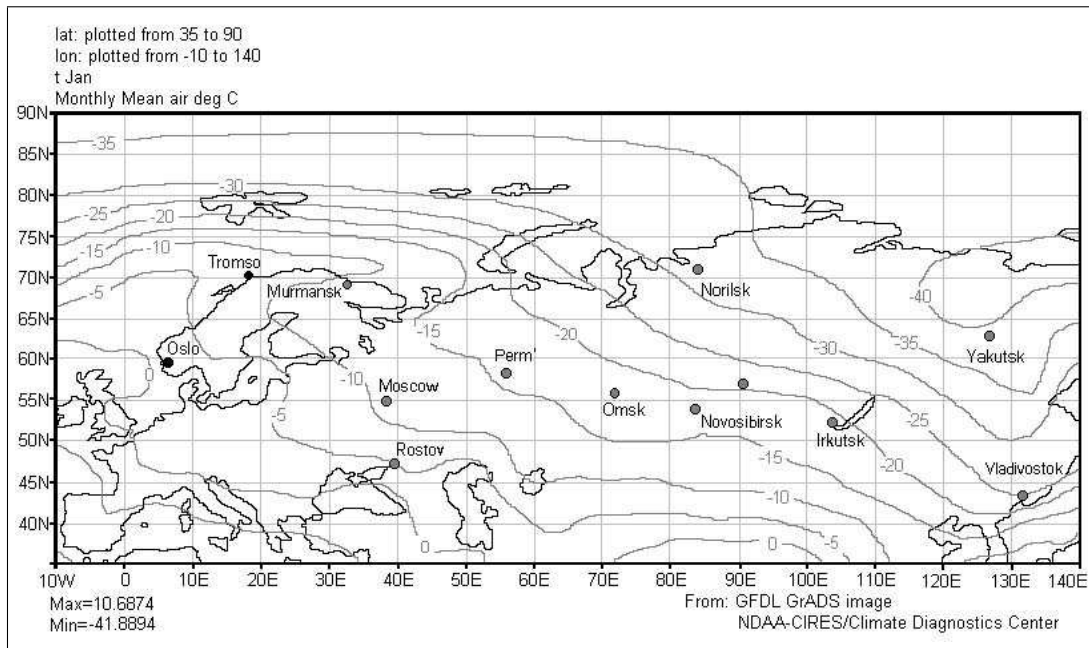 lat: plotted from 35 to 90
lon: plotted from -10 to 140
t Jan
Monthly Mean air deg C
90N
85N
80N
75N
70N
65N
60N
55N
50N
45N
40N
-35
-30
-25
-20
-15
-10
-5
0
Tromso
Murmansk
Oslo
-10
Moscow
-5
Rostov
0
-15
Perm'
-20
Omsk
Norilsk
-30
-35
-40
Yakutsk
Novosibirsk
Irkutsk
-25
-15
-20
-10
Vladivostok
-5
0
10W 0 10E 20E 30E 40E 50E 60E 70E 80E 90E 100E 110E 120E 130E 140E
Max=10.6874
Min=-41.8894
From: GFDL GrADS image
NDAA-CIRES/Climate Diagnostics Center